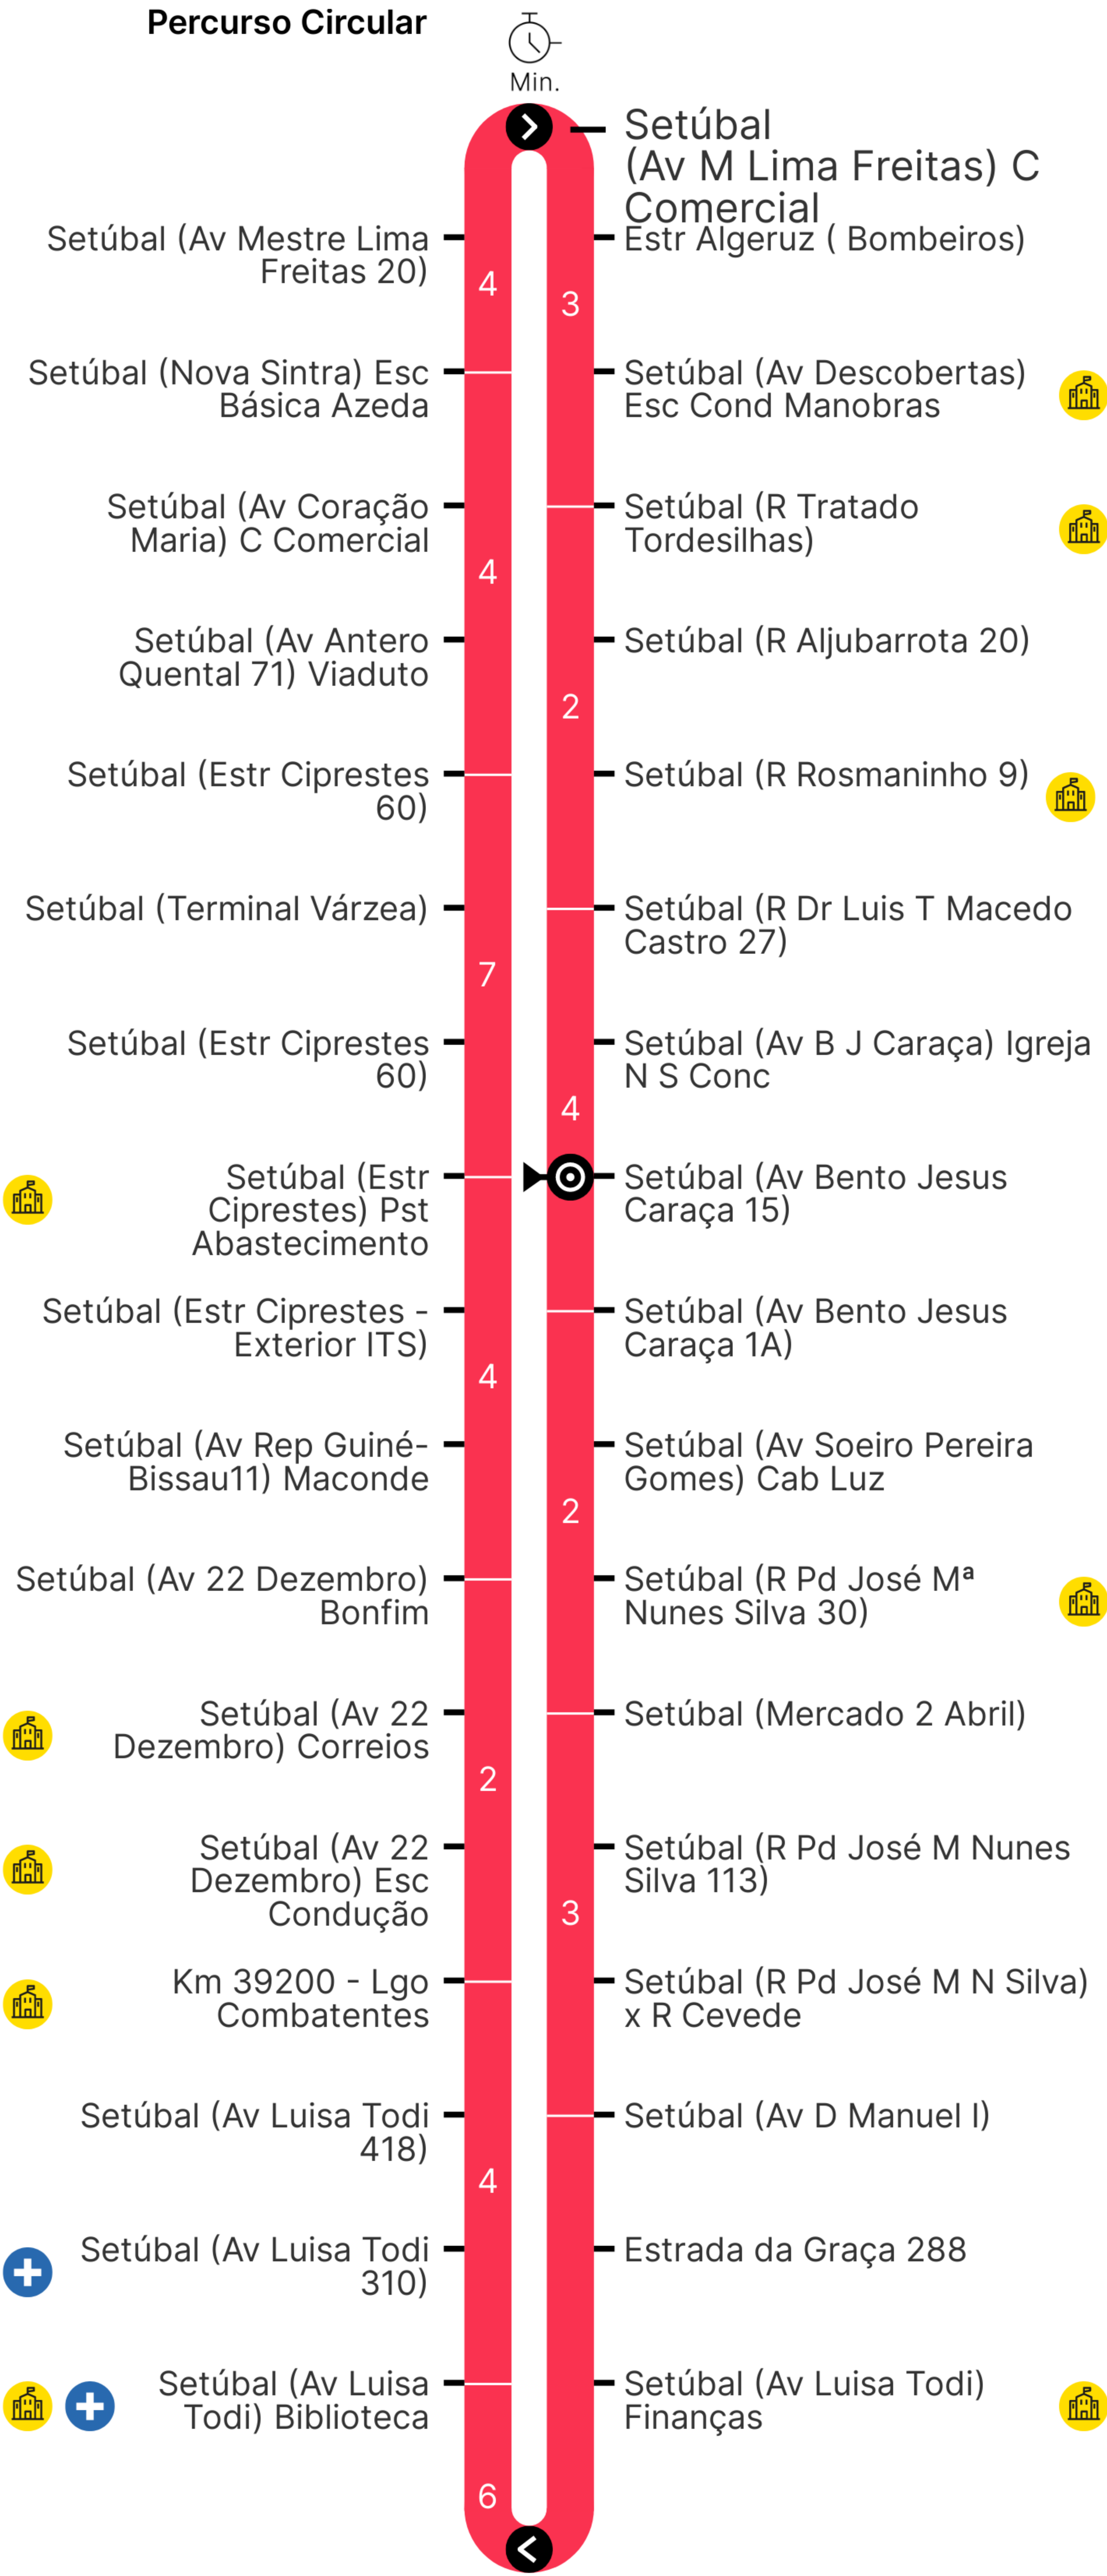 Percurso Circular
Min.
Setúbal
(Av M Lima Freitas) C
Comercial
Estr Algeruz ( Bombeiros)
3
Setúbal (Av Descobertas)
Esc Cond Manobras
Setúbal (R Tratado
Tordesilhas)
Setúbal (R Aljubarrota 20)
2
Setúbal (R Rosmaninho 9)
Setúbal (R Dr Luis T Macedo
Castro 27)
Setúbal (Av B J Caraça) Igreja
N S Conc
4
Setúbal (Av Bento Jesus
Caraça 15)
Setúbal (Av Bento Jesus
Caraça 1A)
Setúbal (Av Soeiro Pereira
Gomes) Cab Luz
2
Setúbal (R Pd José Mª
Nunes Silva 30)
Setúbal (Mercado 2 Abril)
Setúbal (R Pd José M Nunes
Silva 113)
3
Setúbal (R Pd José M N Silva)
x R Cevede
Setúbal (Av D Manuel I)
Estrada da Graça 288
Setúbal (Av Luisa Todi)
Finanças
Setúbal (Av Mestre Lima
Freitas 20)
4
Setúbal (Nova Sintra) Esc
Básica Azeda
Setúbal (Av Coração
Maria) C Comercial
4
Setúbal (Av Antero
Quental 71) Viaduto
Setúbal (Estr Ciprestes
60)
Setúbal (Terminal Várzea)
7
Setúbal (Estr Ciprestes
60)
Setúbal (Estr
Ciprestes) Pst
Abastecimento
Setúbal (Estr Ciprestes -
Exterior ITS)
4
Setúbal (Av Rep Guiné-
Bissau11) Maconde
Setúbal (Av 22 Dezembro)
Bonfim
Setúbal (Av 22
Dezembro) Correios
2
Setúbal (Av 22
Dezembro) Esc
Condução
Km 39200 - Lgo
Combatentes
Setúbal (Av Luisa Todi
418)
4
Setúbal (Av Luisa Todi
310)
Setúbal (Av Luisa
Todi) Biblioteca
6